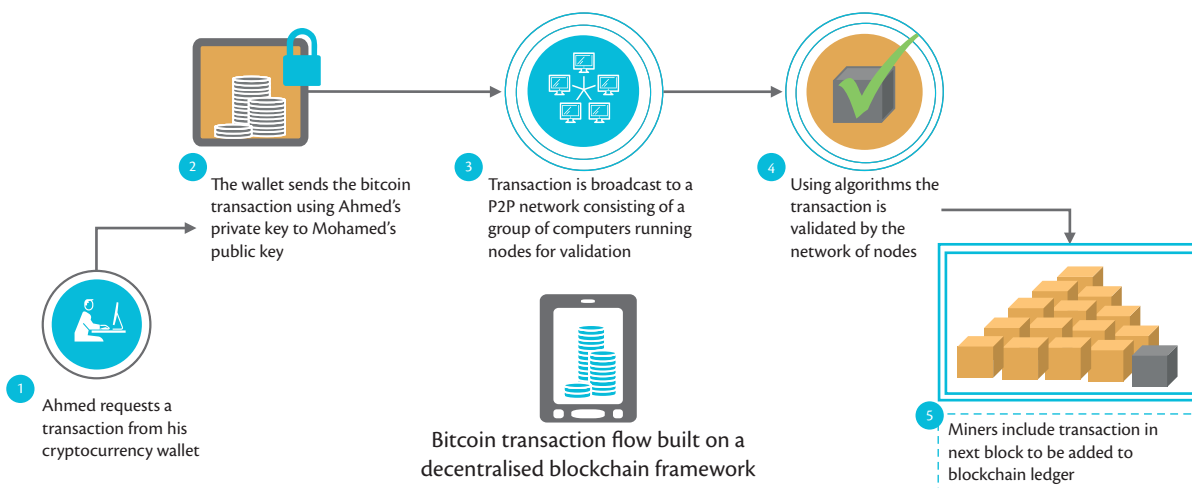 1
Ahmed requests a
transaction from his
cryptocurrency wallet
2
The wallet sends the bitcoin
transaction using Ahmed’s
private key to Mohamed’s
public key
3
Transaction is broadcast to a
P2P network consisting of a
group of computers running
nodes for validation
4
Using algorithms the
transaction is
validated by the
network of nodes
5
Miners include transaction in
next block to be added to
blockchain ledger
Bitcoin transaction flow built on a
decentralised blockchain framework